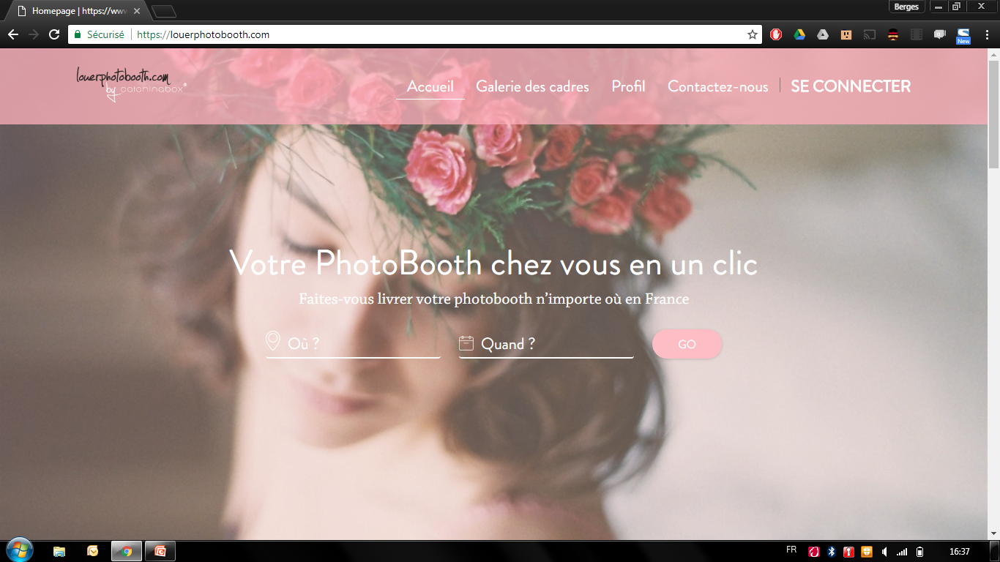 Homepage | https://www
Berges
Sécurisé
https://louerphotobooth.com
New
louerphotobooth.com
by
Accueil
Galerie des cadres
Profil
Contactez-nous
SE CONNECTER
Votre PhotoBooth chez vous en un clic
Faites-vous livrer votre photobooth n’importe où en France
Où ?
Quand ?
GO
FR
16:37